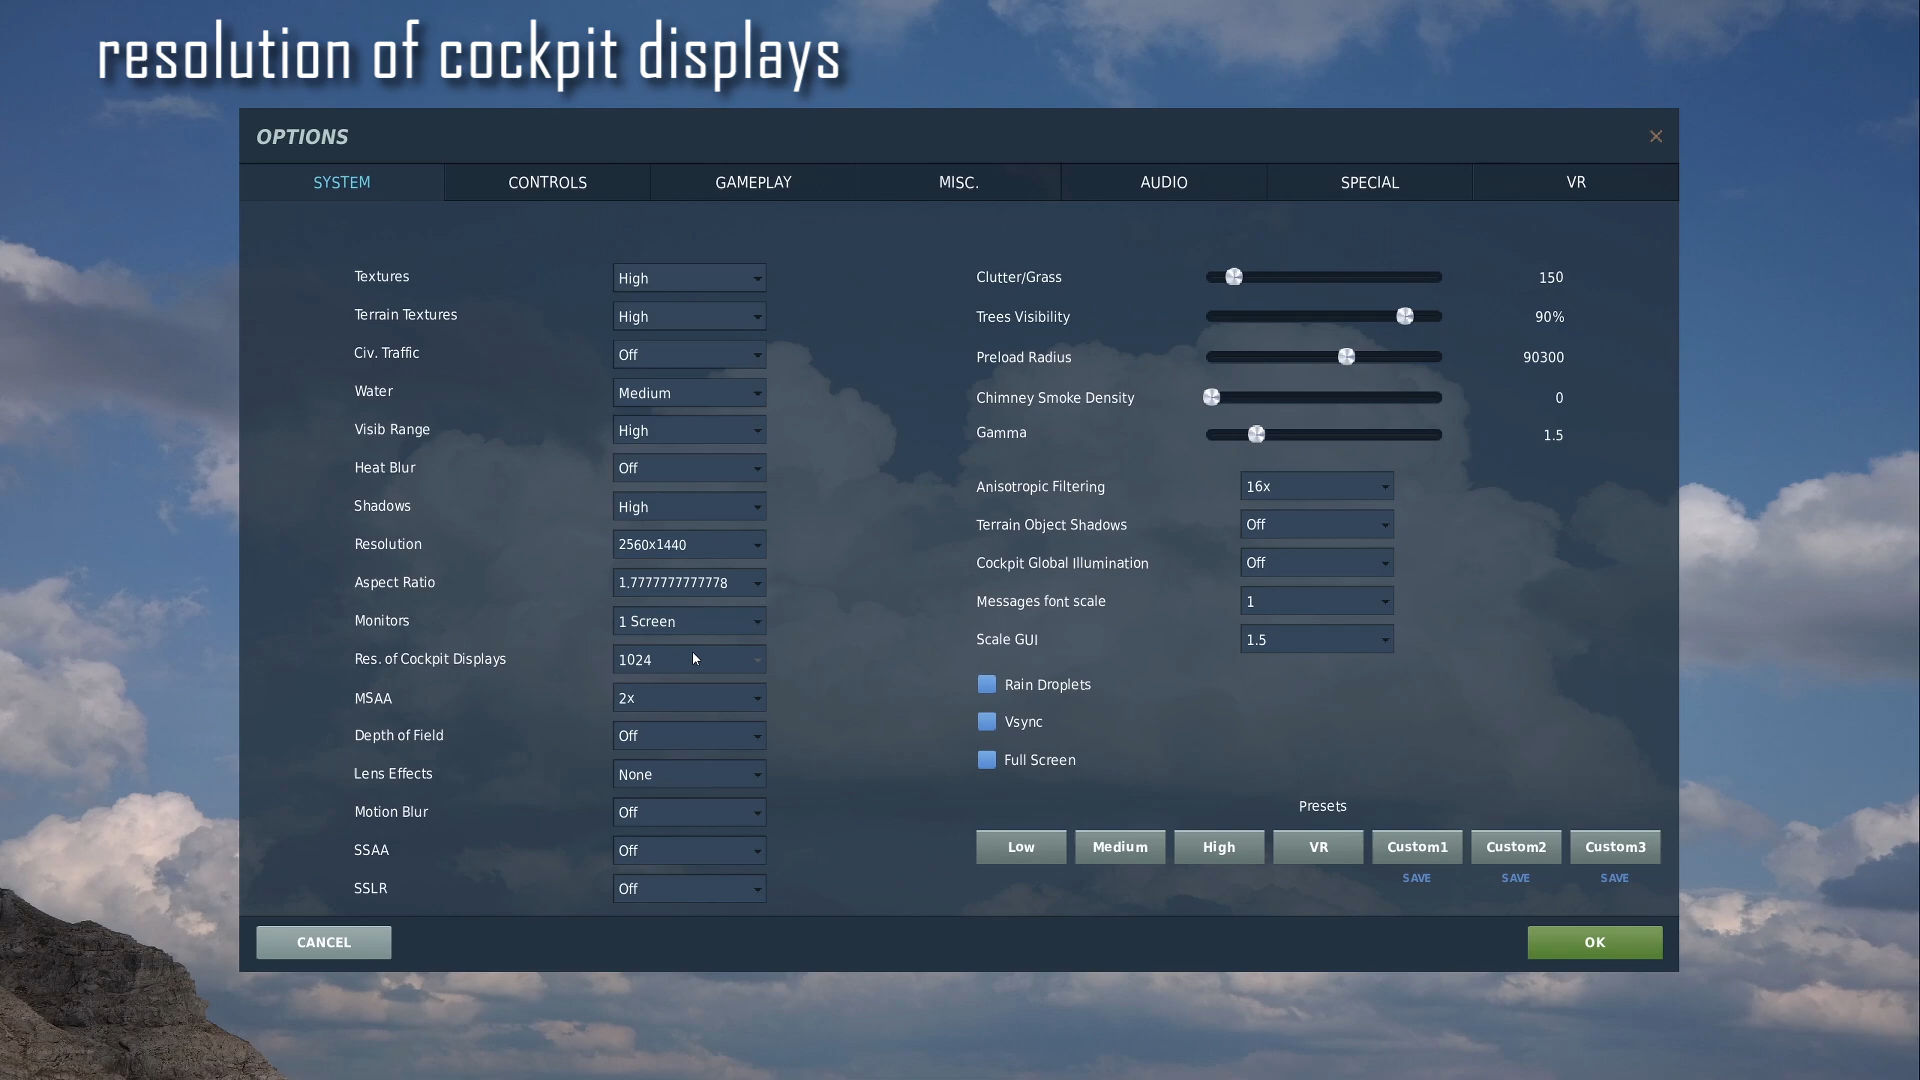 resolution of cockpit displays
OPTIONS
SYSTEM CONTROLS GAMEPLAY MISC. AUDIO SPECIAL VR
Textures High
Terrain Textures High
Civ. Traffic Off
Water Medium
Visib Range High
Heat Blur Off
Shadows High
Resolution 2560x1440
Aspect Ratio 1.7777777777778
Monitors 1 Screen
Res. of Cockpit Displays 1024
MSAA 2x
Depth of Field Off
Lens Effects None
Motion Blur Off
SSAA Off
SSLR Off
Clutter/Grass 150
Trees Visibility 90%
Preload Radius 90300
Chimney Smoke Density 0
Gamma 1.5
Anisotropic Filtering 16x
Terrain Object Shadows Off
Cockpit Global Illumination Off
Messages font scale 1
Scale GUI 1.5
Rain Droplets
Vsync
Full Screen
Presets
Low Medium High VR Custom1 Custom2 Custom3
SAVE SAVE SAVE
CANCEL OK